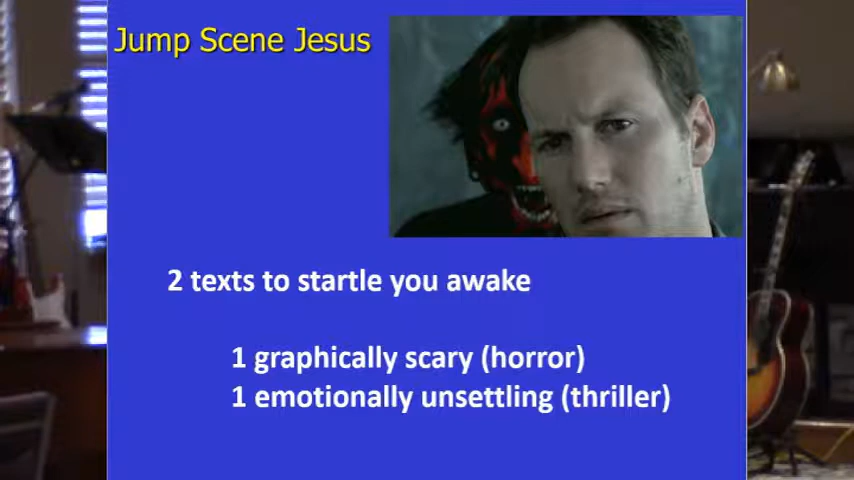 Jump Scene Jesus
2 texts to startle you awake
1 graphically scary (horror)
1 emotionally unsettling (thriller)